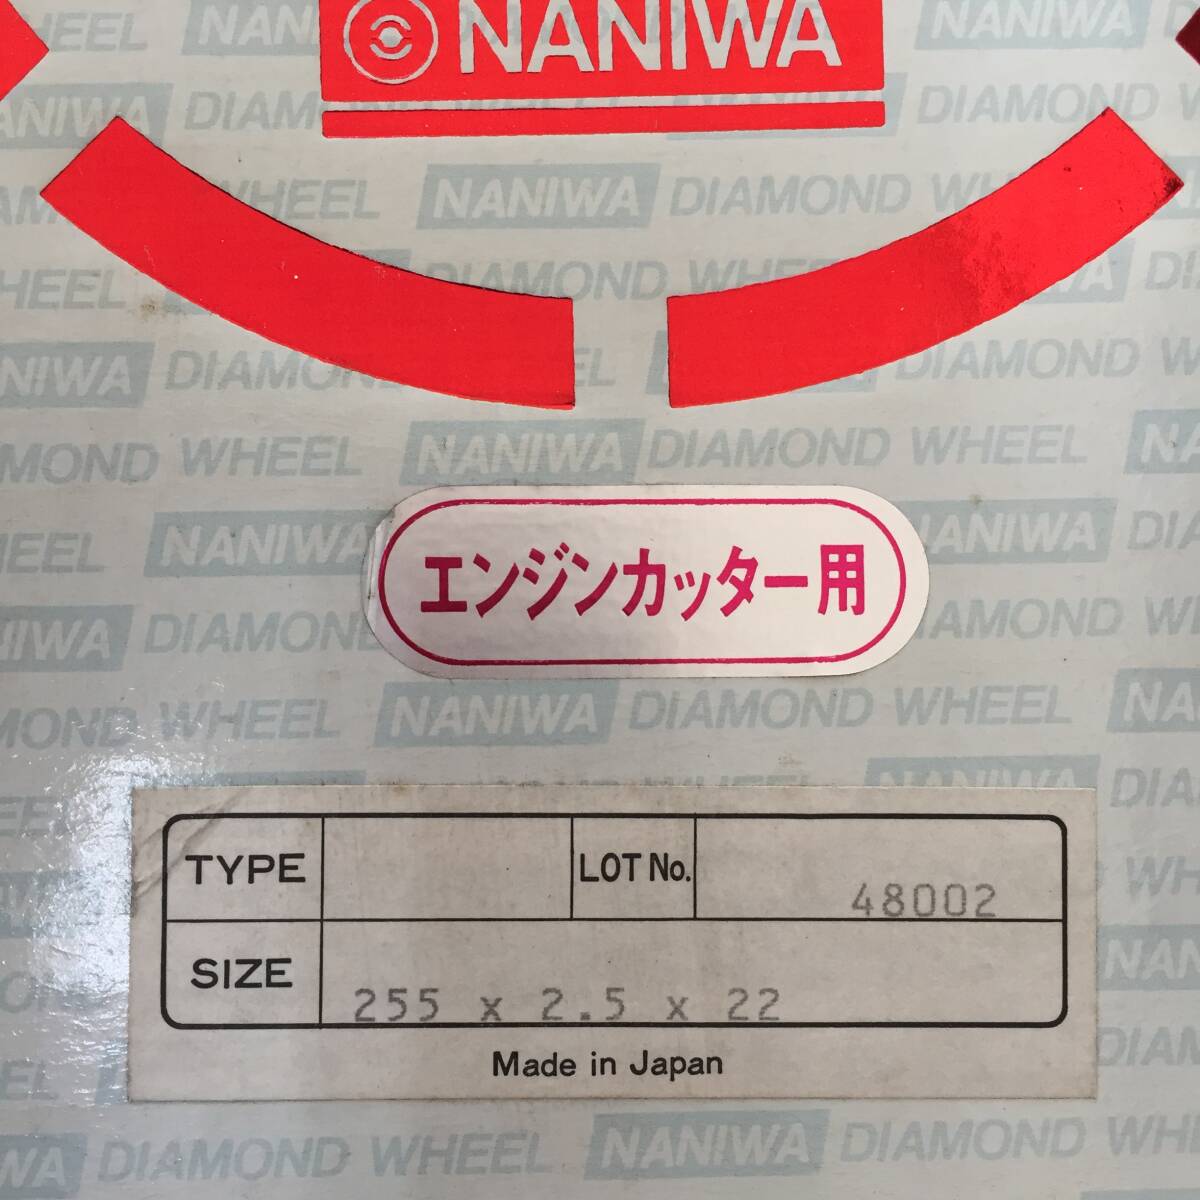 NANIWA
NANIWA DIAMOND WHEEL
エンジンカッター用
TYPE
LOT No. 48002
SIZE 255 x 2.5 x 22
Made in Japan